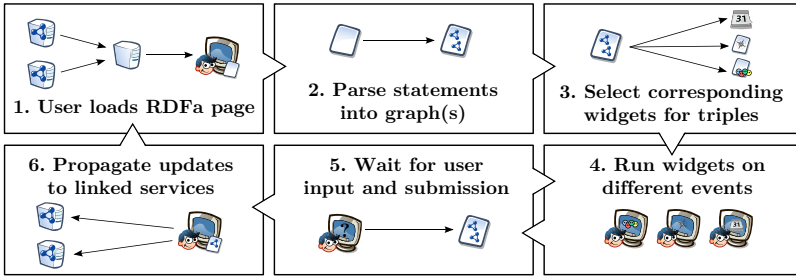 31
1. User loads RDFa page
2. Parse statements
into graph(s)
3. Select corresponding
widgets for triples
4. Run widgets on
different events
31
5. Wait for user
input and submission
?
6. Propagate updates
to linked services